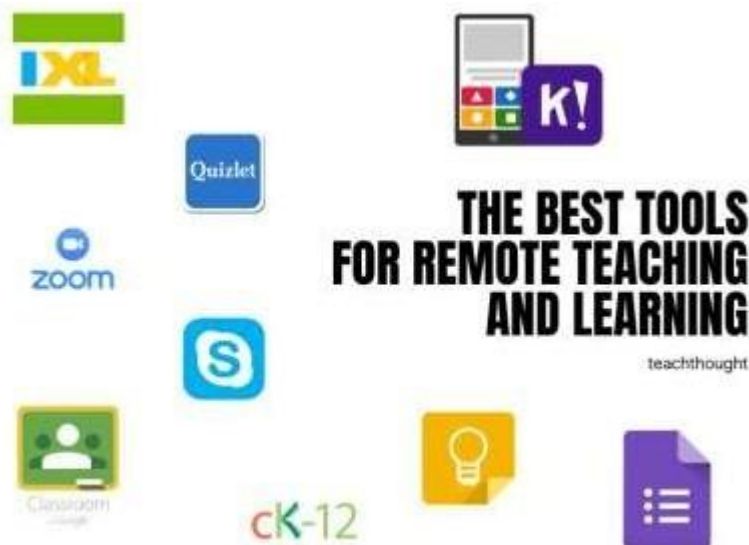 IXL
K!
Quizlet
THE BEST TOOLS
FOR REMOTE TEACHING
AND LEARNING
zoom
teachthought
S
Classroom
cK-12